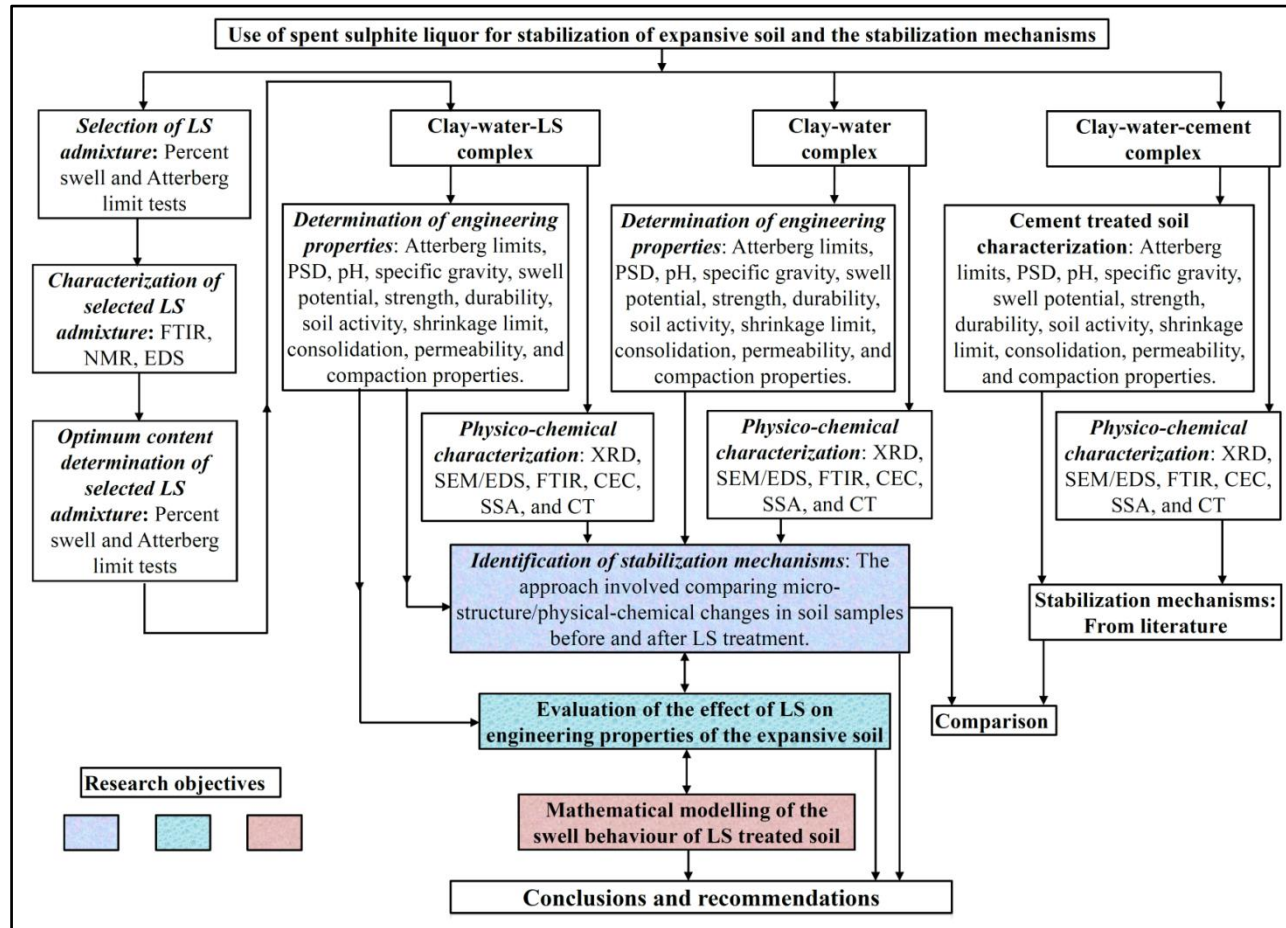 Use of spent sulphite liquor for stabilization of expansive soil and the stabilization mechanisms
Selection of LS
admixture: Percent
swell and Atterberg
limit tests
Characterization of
selected LS
admixture: FTIR,
NMR, EDS
Optimum content
determination of
selected LS
admixture: Percent
swell and Atterberg
limit tests
Clay-water-LS
complex
Determination of engineering
properties: Atterberg limits,
PSD, pH, specific gravity, swell
potential, strength, durability,
soil activity, shrinkage limit,
consolidation, permeability, and
compaction properties.
Physico-chemical
characterization: XRD,
SEM/EDS, FTIR, CEC,
SSA, and CT
Clay-water
complex
Determination of engineering
properties: Atterberg limits,
PSD, pH, specific gravity, swell
potential, strength, durability,
soil activity, shrinkage limit,
consolidation, permeability, and
compaction properties.
Physico-chemical
characterization: XRD,
SEM/EDS, FTIR, CEC,
SSA, and CT
Clay-water-cement
complex
Cement treated soil
characterization: Atterberg
limits, PSD, pH, specific gravity,
swell potential, strength,
durability, soil activity, shrinkage
limit, consolidation, permeability,
and compaction properties.
Physico-chemical
characterization: XRD,
SEM/EDS, FTIR, CEC,
SSA, and CT
Identification of stabilization mechanisms: The
approach involved comparing micro-
structure/physical-chemical changes in soil samples
before and after LS treatment.
Stabilization mechanisms:
From literature
Comparison
Evaluation of the effect of LS on
engineering properties of the expansive soil
Mathematical modelling of the
swell behaviour of LS treated soil
Conclusions and recommendations
Research objectives